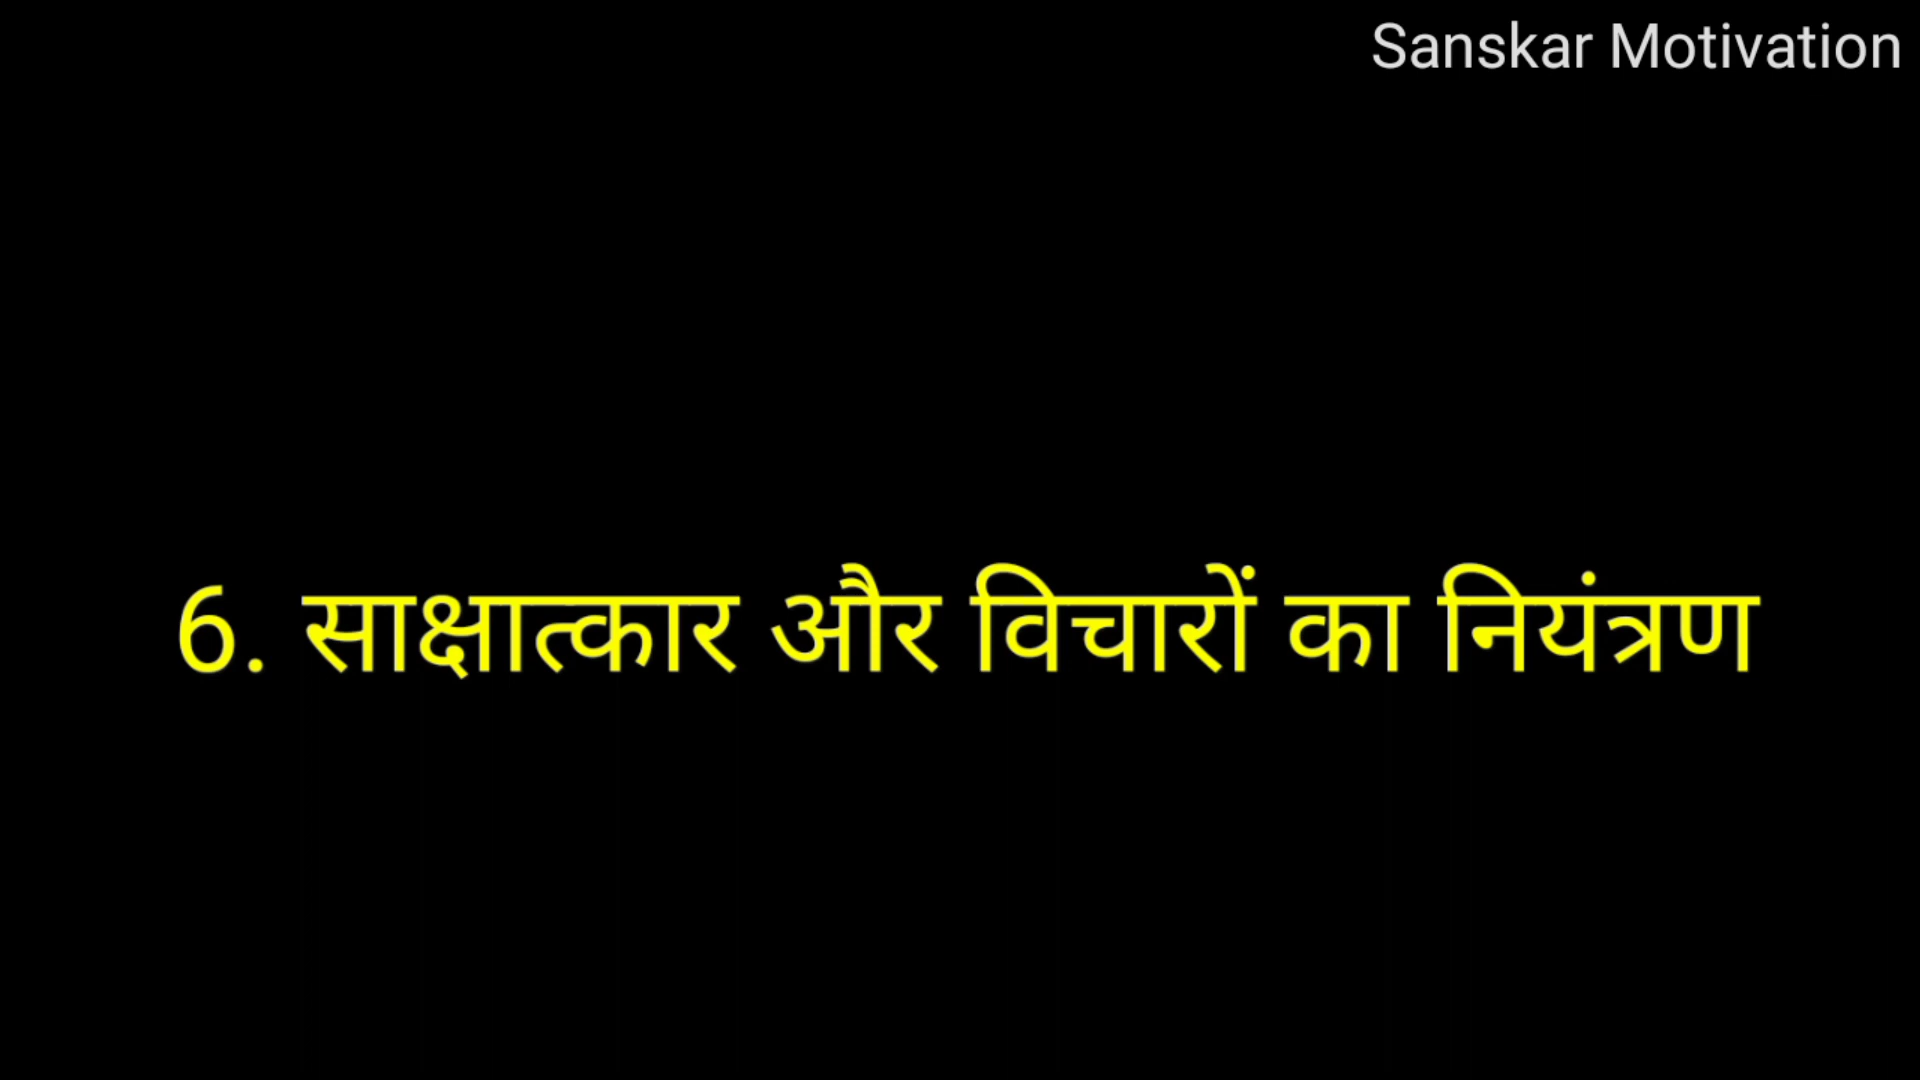 Sanskar Motivation
6. साक्षात्कार और विचारों का नियंत्रण